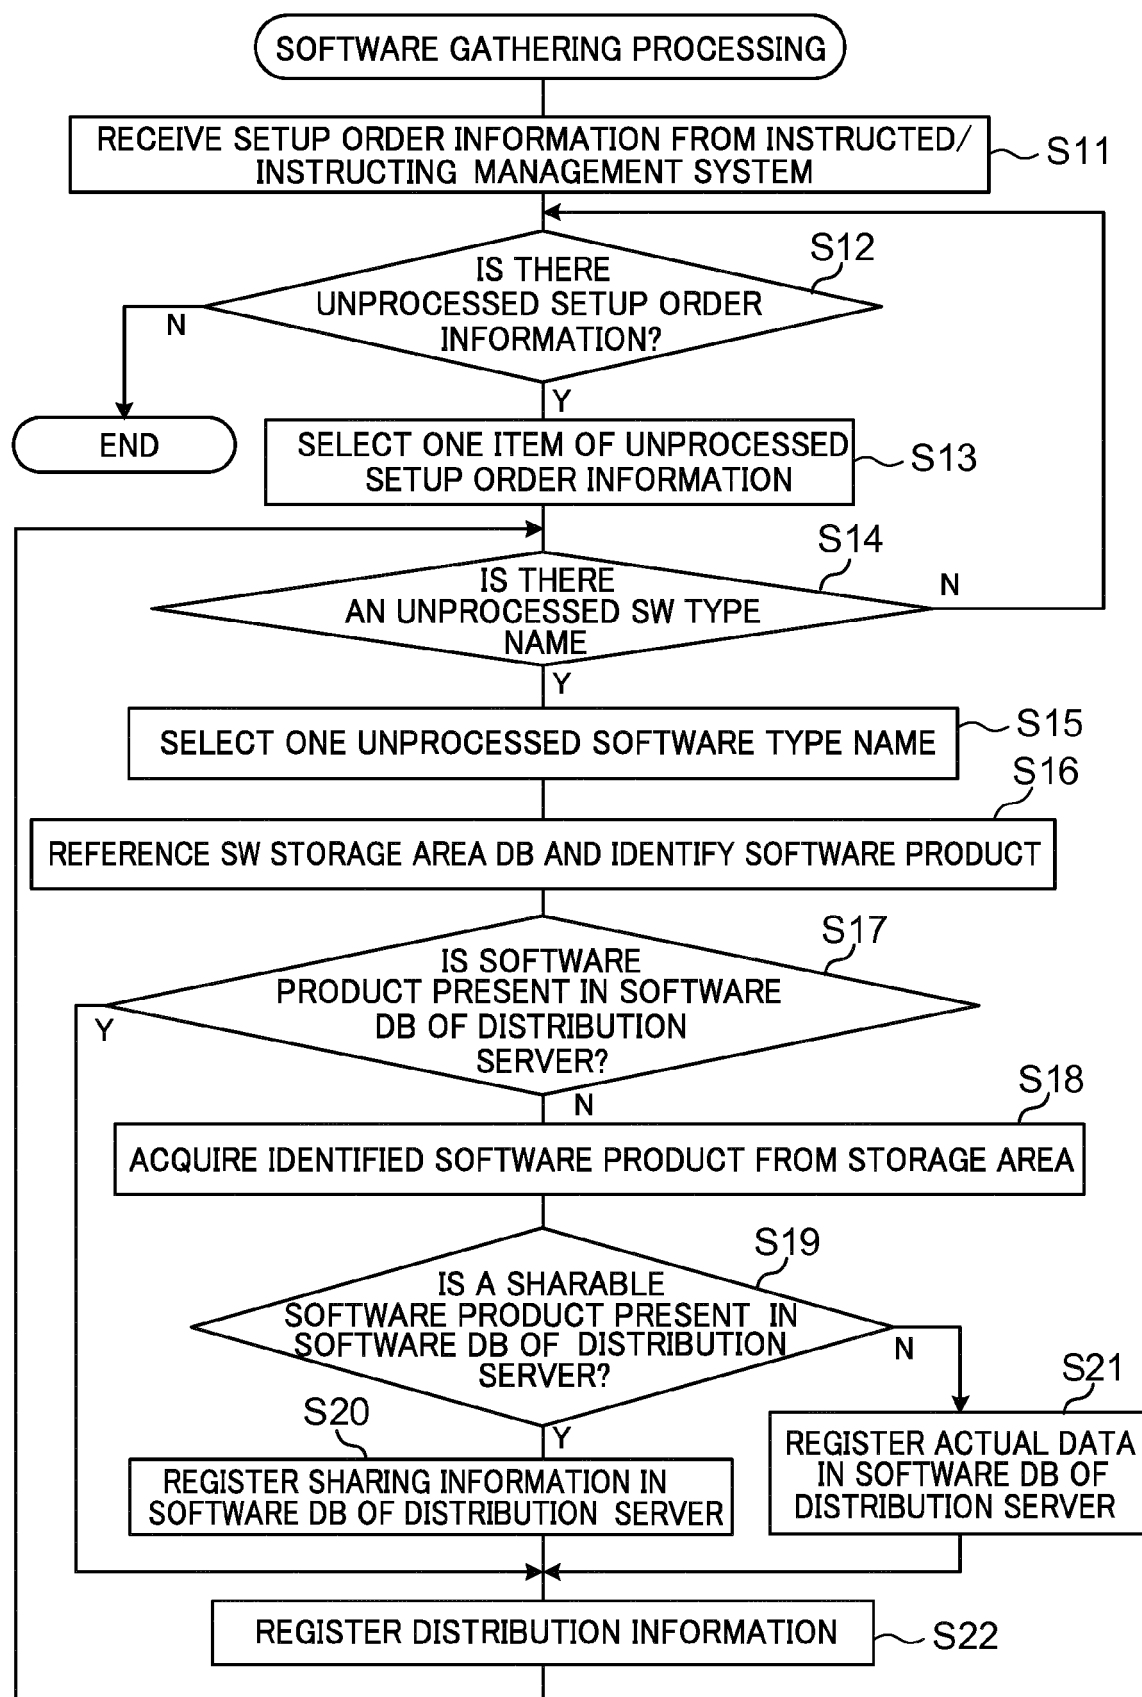 SOFTWARE GATHERING PROCESSING
RECEIVE SETUP ORDER INFORMATION FROM INSTRUCTED/
INSTRUCTING MANAGEMENT SYSTEM
S11
S12
IS THERE
UNPROCESSED SETUP ORDER
INFORMATION?
N
Y
END
SELECT ONE ITEM OF UNPROCESSED
SETUP ORDER INFORMATION
S13
S14
IS THERE
AN UNPROCESSED SW TYPE
NAME
N
Y
SELECT ONE UNPROCESSED SOFTWARE TYPE NAME
S15
S16
REFERENCE SW STORAGE AREA DB AND IDENTIFY SOFTWARE PRODUCT
S17
IS SOFTWARE
PRODUCT PRESENT IN SOFTWARE
DB OF DISTRIBUTION
SERVER?
Y
N
S18
ACQUIRE IDENTIFIED SOFTWARE PRODUCT FROM STORAGE AREA
S19
IS A SHARABLE
SOFTWARE PRODUCT PRESENT IN
SOFTWARE DB OF DISTRIBUTION
SERVER?
N
Y
S20
REGISTER SHARING INFORMATION IN
SOFTWARE DB OF DISTRIBUTION SERVER
S21
REGISTER ACTUAL DATA
IN SOFTWARE DB OF
DISTRIBUTION SERVER
REGISTER DISTRIBUTION INFORMATION
S22